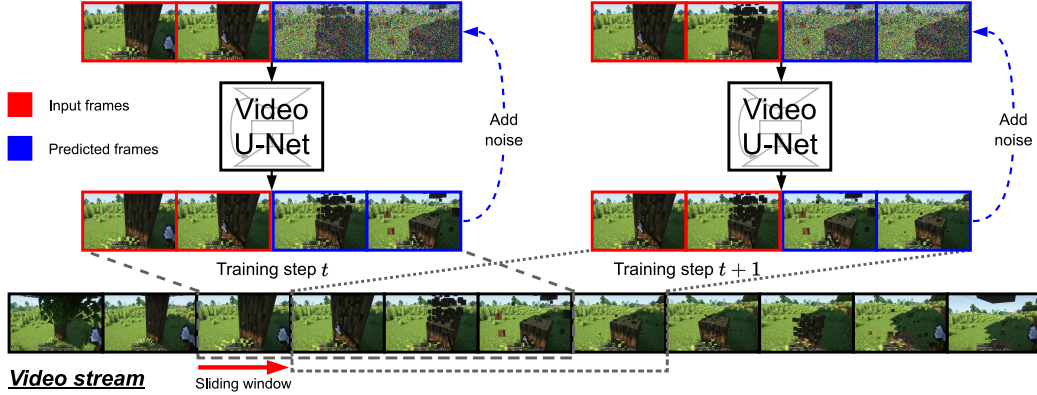 Input frames
Predicted frames
Video
U-Net
Add
noise
Video
U-Net
Add
noise
Training step t
Training step t + 1
Sliding window
Video stream